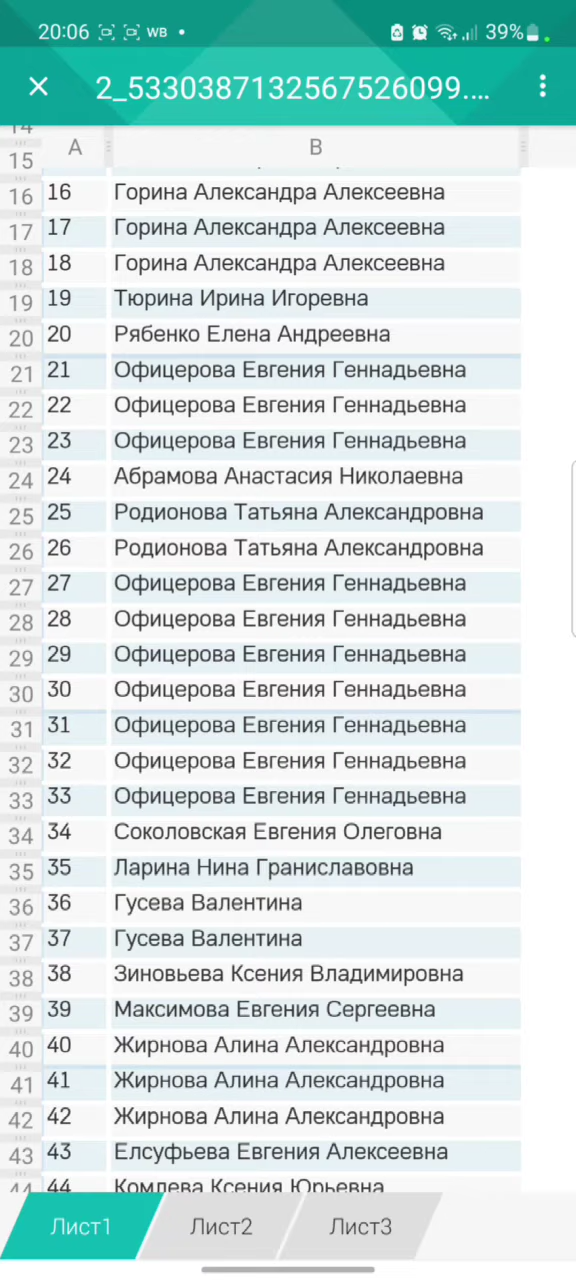 20:06 WB • 39%
2_5330387132567526099....
A B
15
16 16 Горина Александра Алексеевна
17 17 Горина Александра Алексеевна
18 18 Горина Александра Алексеевна
19 19 Тюрина Ирина Игоревна
20 20 Рябенко Елена Андреевна
21 21 Офицерова Евгения Геннадьевна
22 22 Офицерова Евгения Геннадьевна
23 23 Офицерова Евгения Геннадьевна
24 24 Абрамова Анастасия Николаевна
25 25 Родионова Татьяна Александровна
26 26 Родионова Татьяна Александровна
27 27 Офицерова Евгения Геннадьевна
28 28 Офицерова Евгения Геннадьевна
29 29 Офицерова Евгения Геннадьевна
30 30 Офицерова Евгения Геннадьевна
31 31 Офицерова Евгения Геннадьевна
32 32 Офицерова Евгения Геннадьевна
33 33 Офицерова Евгения Геннадьевна
34 34 Соколовская Евгения Олеговна
35 35 Ларина Нина Граниславовна
36 36 Гусева Валентина
37 37 Гусева Валентина
38 38 Зиновьева Ксения Владимировна
39 39 Максимова Евгения Сергеевна
40 40 Жирнова Алина Александровна
41 41 Жирнова Алина Александровна
42 42 Жирнова Алина Александровна
43 43 Елсуфьева Евгения Алексеевна
44 44 Комлева Ксения Юрьевна
Лист1 Лист2 Лист3